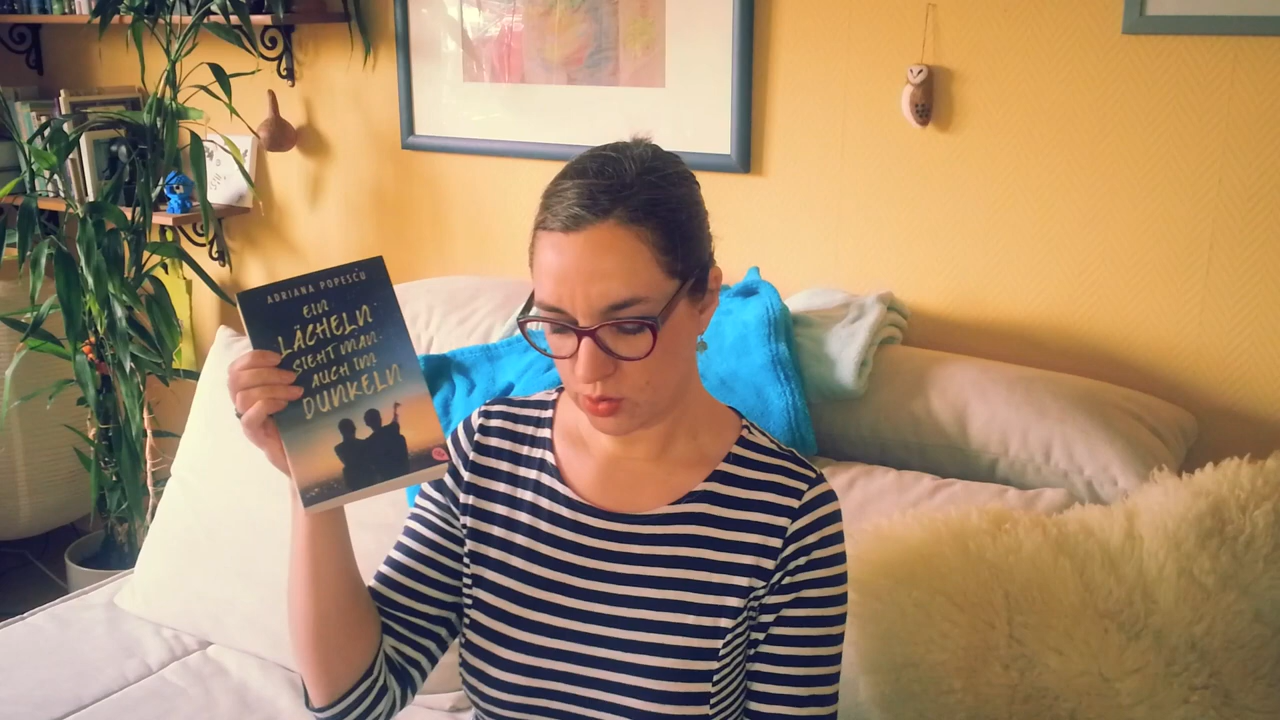 ADRIANA POPESCU
EIN
LÄCHELN
SIEHT MAN
AUCH IM
DUNKELN